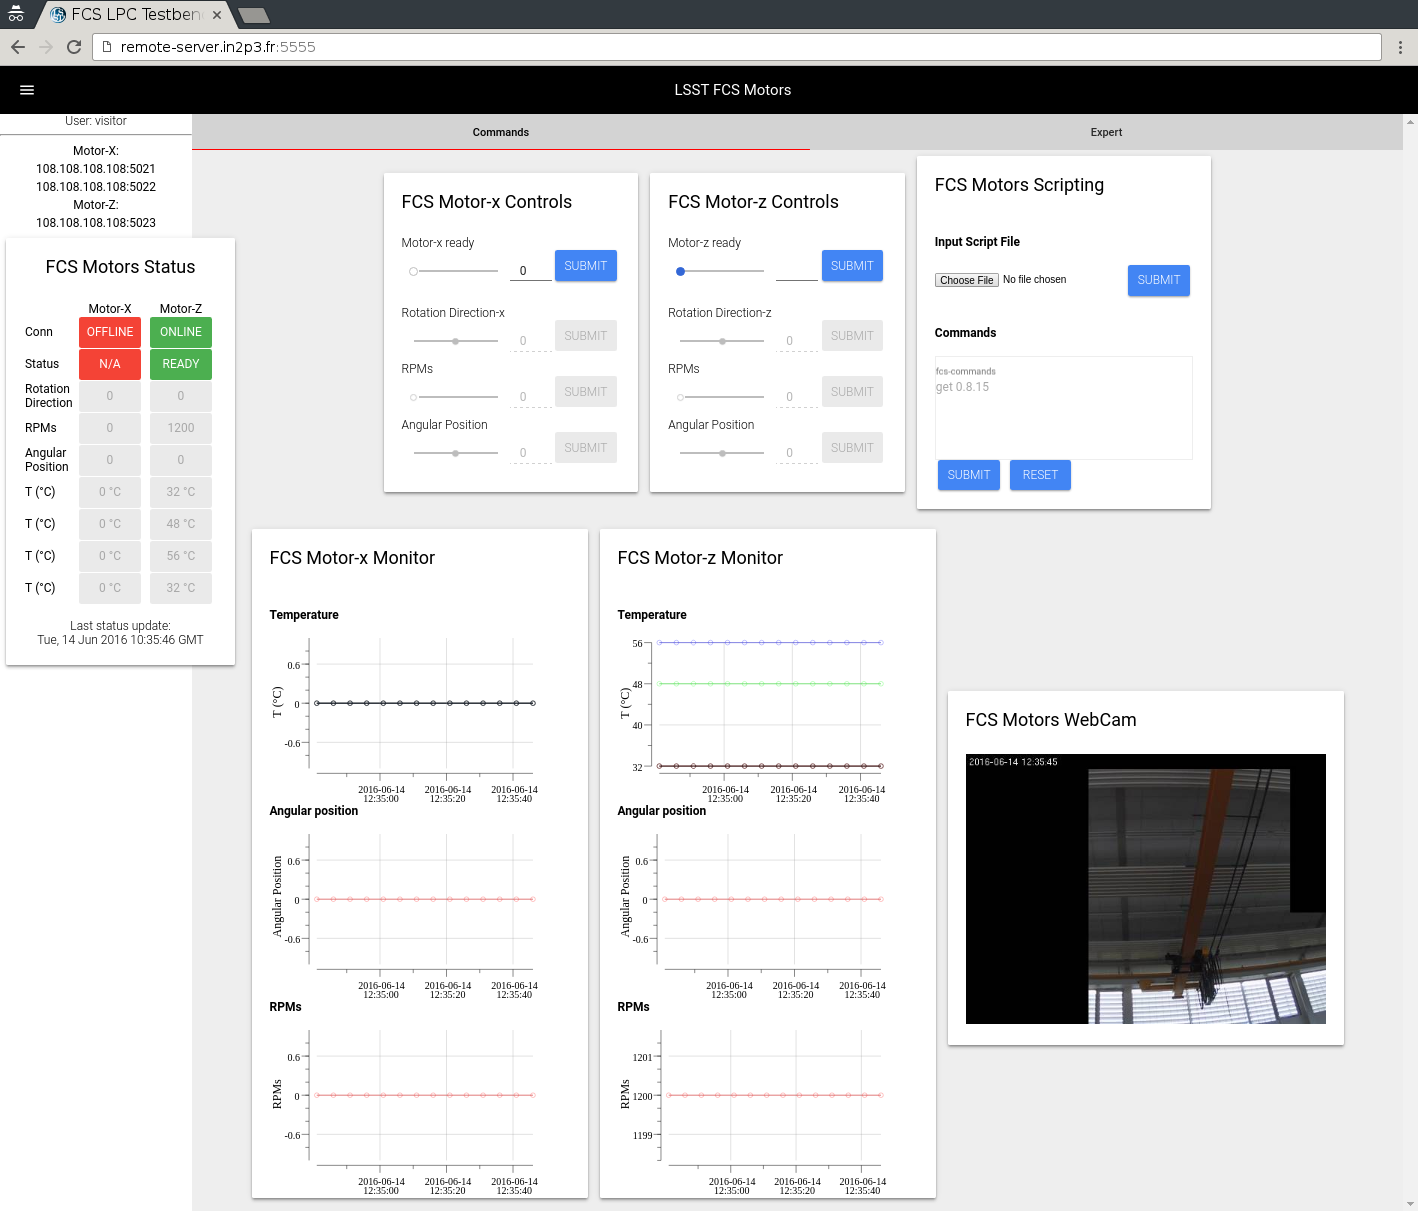 FCS LPC Testben
remote-server.in2p3.fr:5555
LSST FCS Motors
User: visitor
Motor-X:
108.108.108.108:5021
108.108.108.108:5022
Motor-Z:
108.108.108.108:5023
FCS Motors Status
Motor-X Motor-Z
Conn OFFLINE ONLINE
Status N/A READY
Rotation
Direction 0 0
RPMs 0 1200
Angular
Position 0 0
T (°C) 0 °C 32 °C
T (°C) 0 °C 48 °C
T (°C) 0 °C 56 °C
T (°C) 0 °C 32 °C
Last status update:
Tue, 14 Jun 2016 10:35:46 GMT
Commands Expert
FCS Motor-x Controls
Motor-x ready
0 SUBMIT
Rotation Direction-x
0 SUBMIT
RPMs
0 SUBMIT
Angular Position
0 SUBMIT
FCS Motor-z Controls
Motor-z ready
SUBMIT
Rotation Direction-z
0 SUBMIT
RPMs
0 SUBMIT
Angular Position
0 SUBMIT
FCS Motors Scripting
Input Script File
Choose File No file chosen SUBMIT
Commands
fcs-commands
get 0.8.15
SUBMIT RESET
FCS Motor-x Monitor
Temperature
T (°C)
0.6
0
-0.6
2016-06-14 2016-06-14 2016-06-14
12:35:00 12:35:20 12:35:40
Angular position
Angular Position
0.6
0
-0.6
2016-06-14 2016-06-14 2016-06-14
12:35:00 12:35:20 12:35:40
RPMs
RPMs
0.6
0
-0.6
2016-06-14 2016-06-14 2016-06-14
12:35:00 12:35:20 12:35:40
FCS Motor-z Monitor
Temperature
T (°C)
56
48
40
32
2016-06-14 2016-06-14 2016-06-14
12:35:00 12:35:20 12:35:40
Angular position
Angular Position
0.6
0
-0.6
2016-06-14 2016-06-14 2016-06-14
12:35:00 12:35:20 12:35:40
RPMs
RPMs
1201
1200
1199
2016-06-14 2016-06-14 2016-06-14
12:35:00 12:35:20 12:35:40
FCS Motors WebCam
2016-06-14 12:35:45